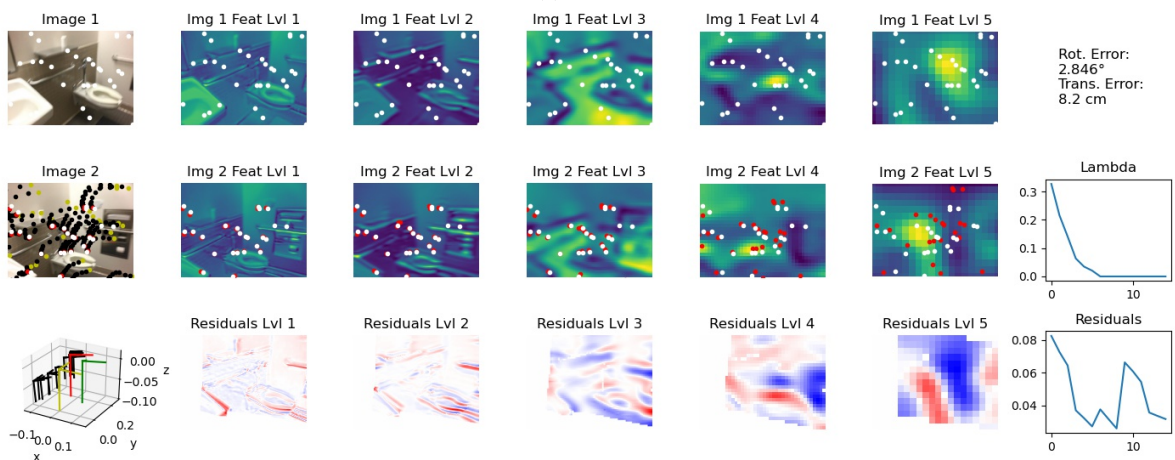 Image 1
Img 1 Feat Lvl 1
Img 1 Feat Lvl 2
Img 1 Feat Lvl 3
Img 1 Feat Lvl 4
Img 1 Feat Lvl 5
Rot. Error:
2.846°
Trans. Error:
8.2 cm
Image 2
Img 2 Feat Lvl 1
Img 2 Feat Lvl 2
Img 2 Feat Lvl 3
Img 2 Feat Lvl 4
Img 2 Feat Lvl 5
Lambda
0.3
0.2
0.1
0.0
0
10
Residuals Lvl 1
Residuals Lvl 2
Residuals Lvl 3
Residuals Lvl 4
Residuals Lvl 5
Residuals
0.00
−0.05
−0.10
z
−0.1
0.0
0.1
x
0.0
0.2
y
0.08
0.06
0.04
0
10